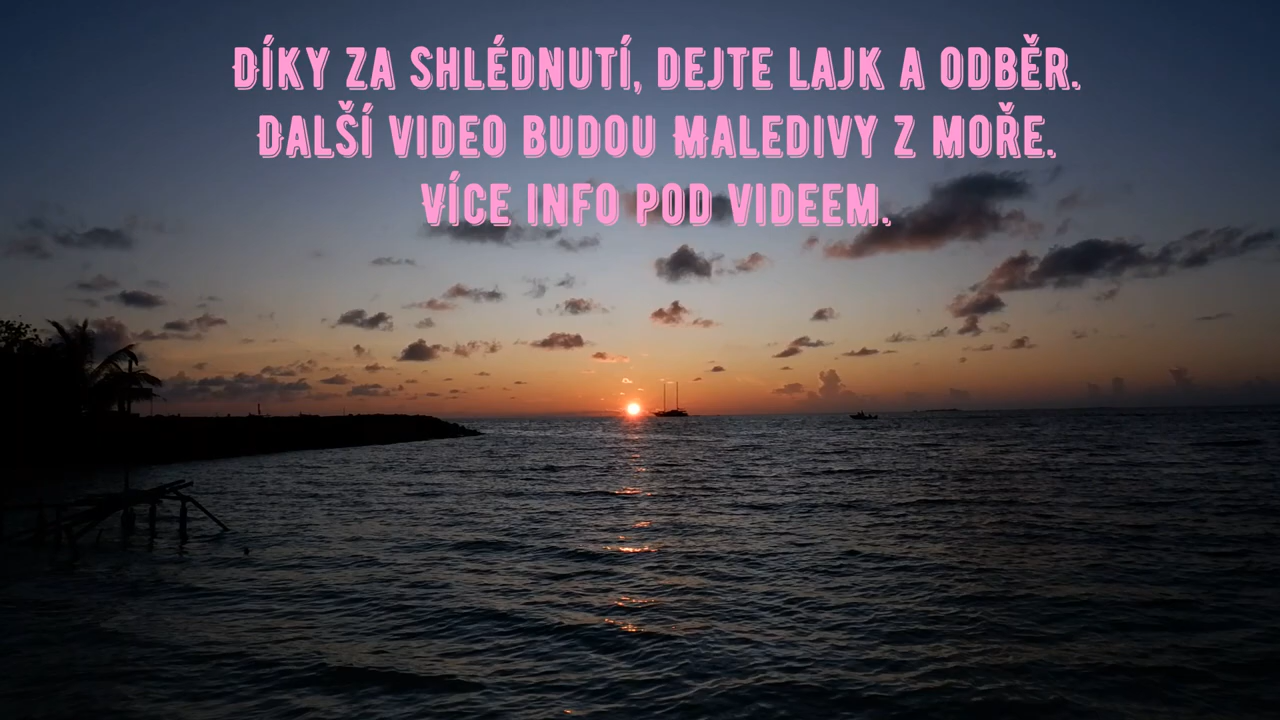 Díky za shlédnutí, dejte lajk a odběr.
Další video budou Maledivy z moře.
Více info pod videem.